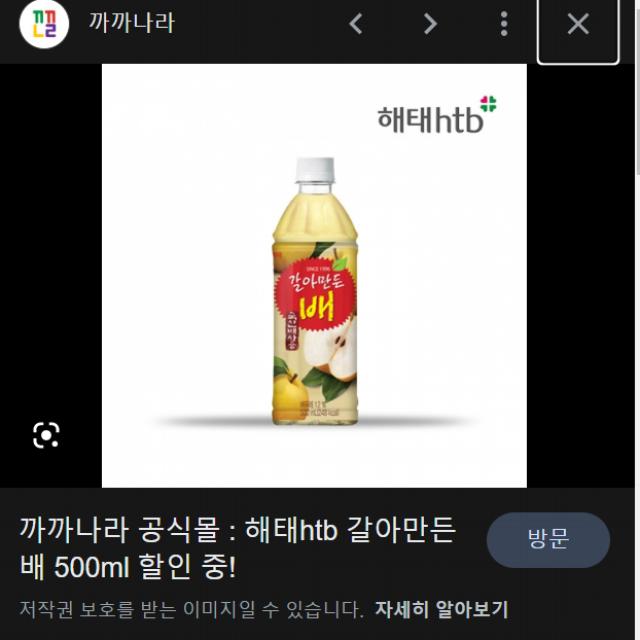 까까나라
해태htb
SINCE 1996
갈아만든
배
까까나라 공식몰 : 해태htb 갈아만든
배 500ml 할인 중!
방문
저작권 보호를 받는 이미지일 수 있습니다. 자세히 알아보기